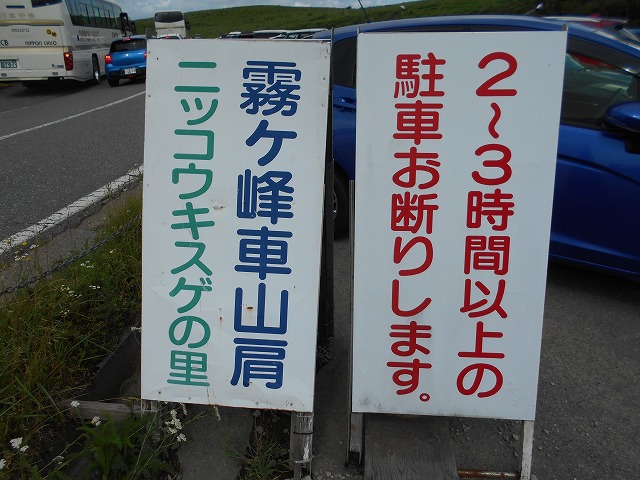 霧ケ峰車山肩
ニッコウキスゲの里
2～3時間以上の
駐車お断りします。